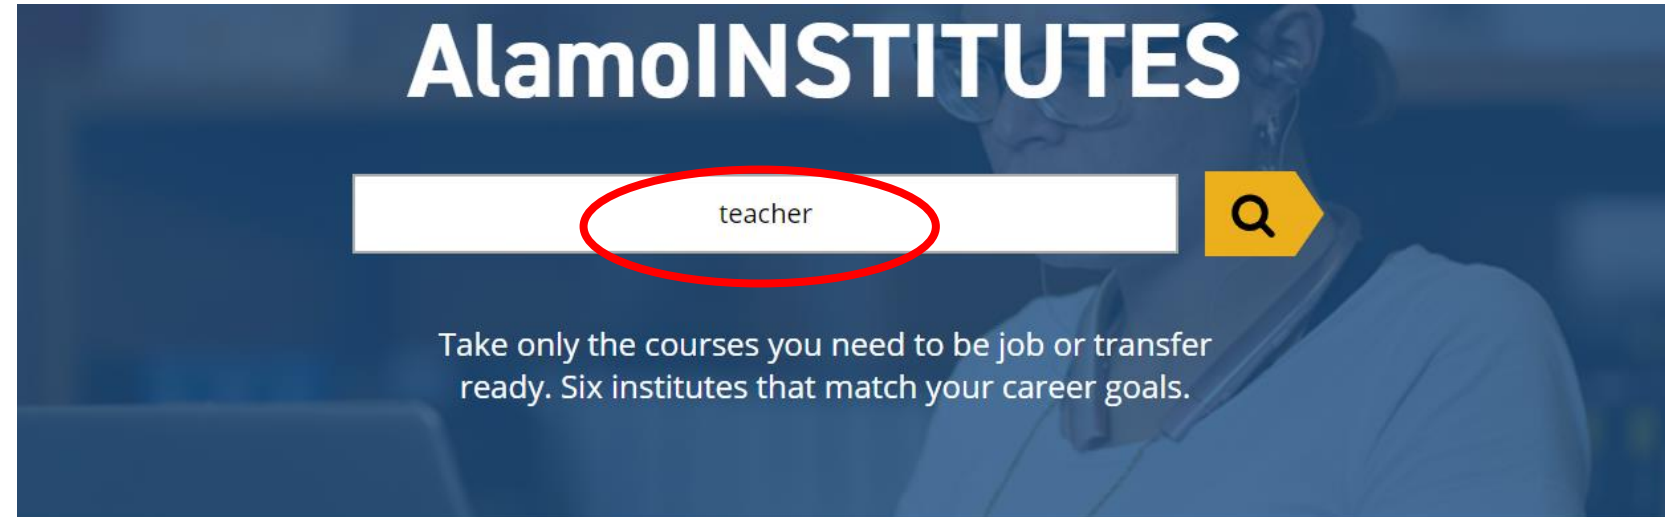 AlamoINSTITUTES
teacher
Take only the courses you need to be job or transfer
ready. Six institutes that match your career goals.